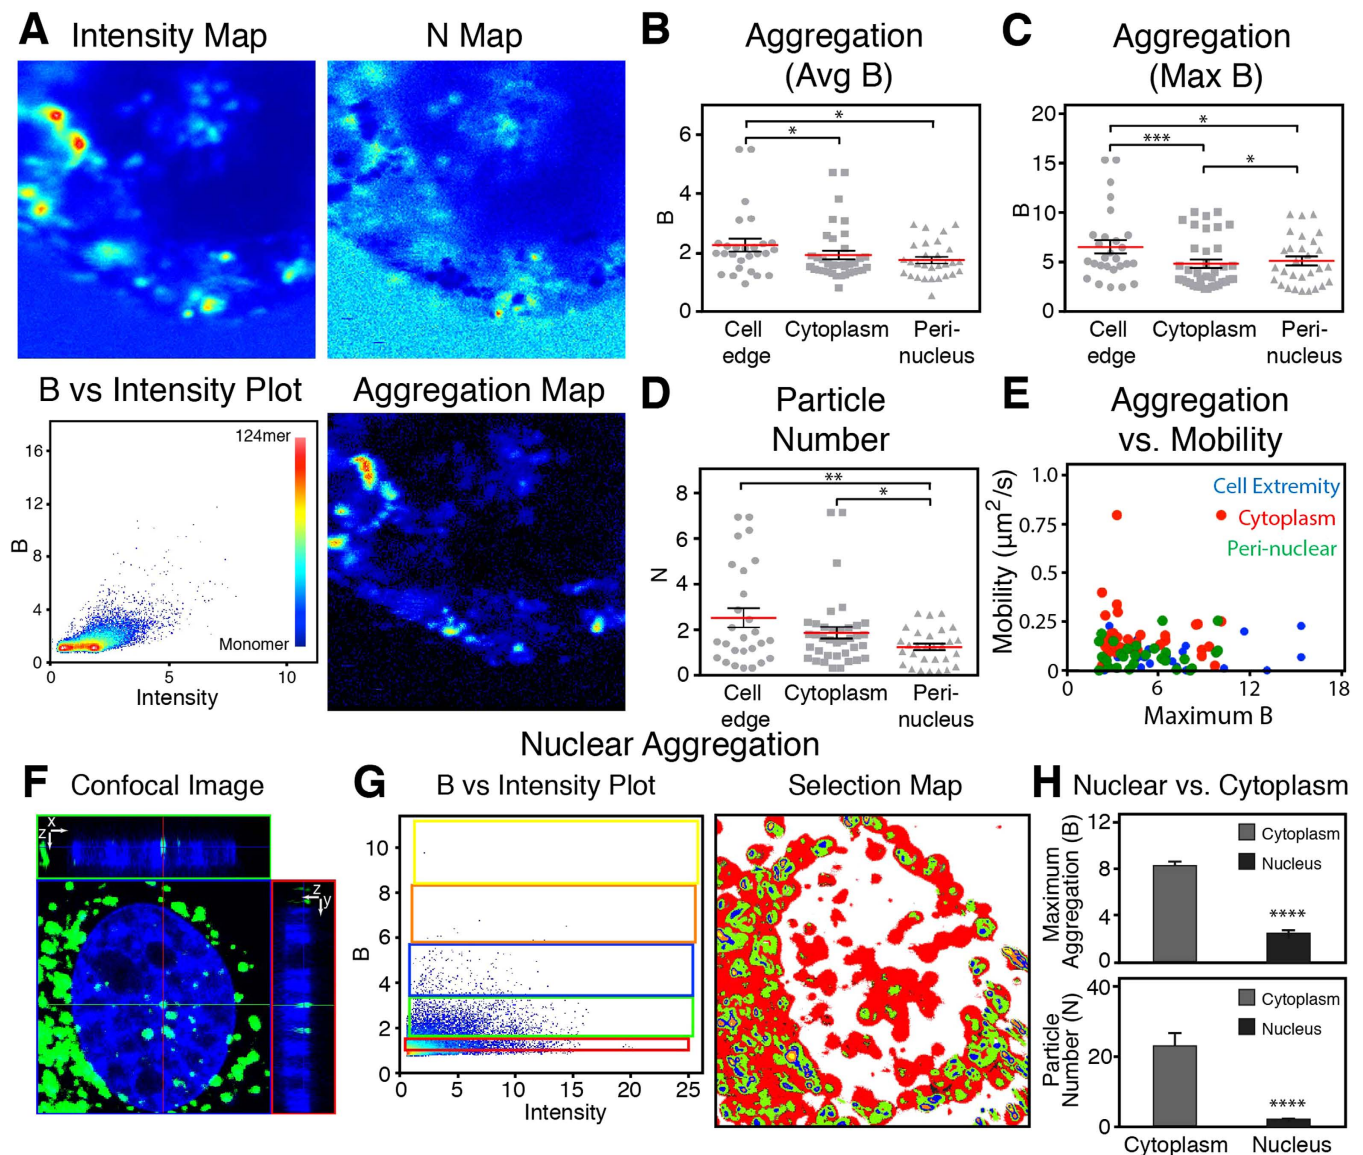 A
Intensity Map
N Map
B vs Intensity Plot
B
16
12
8
4
0
124mer
Monomer
0
5
10
Intensity
Aggregation Map
B
Aggregation
(Avg B)
B
6
4
2
0
*
*
Cell
edge
Cytoplasm
Peri-
nucleus
C
Aggregation
(Max B)
B
20
15
10
5
0
*
***
*
Cell
edge
Cytoplasm
Peri-
nucleus
D
Particle
Number
N
8
6
4
2
0
**
*
Cell
edge
Cytoplasm
Peri-
nucleus
E
Aggregation
vs. Mobility
Mobility (µm²/s)
1.0
0.75
0.5
0.25
0
Cell Extremity
Cytoplasm
Peri-nuclear
0
6
12
18
Maximum B
Nuclear Aggregation
F
Confocal Image
x
z
z
y
G
B vs Intensity Plot
B
10
8
6
4
2
0
0
5
10
15
20
25
Intensity
Selection Map
H
Nuclear vs. Cytoplasm
Maximum
Aggregation (B)
12
8
4
0
Cytoplasm
Nucleus
****
Particle
Number (N)
40
20
0
Cytoplasm
Nucleus
****
Cytoplasm
Nucleus